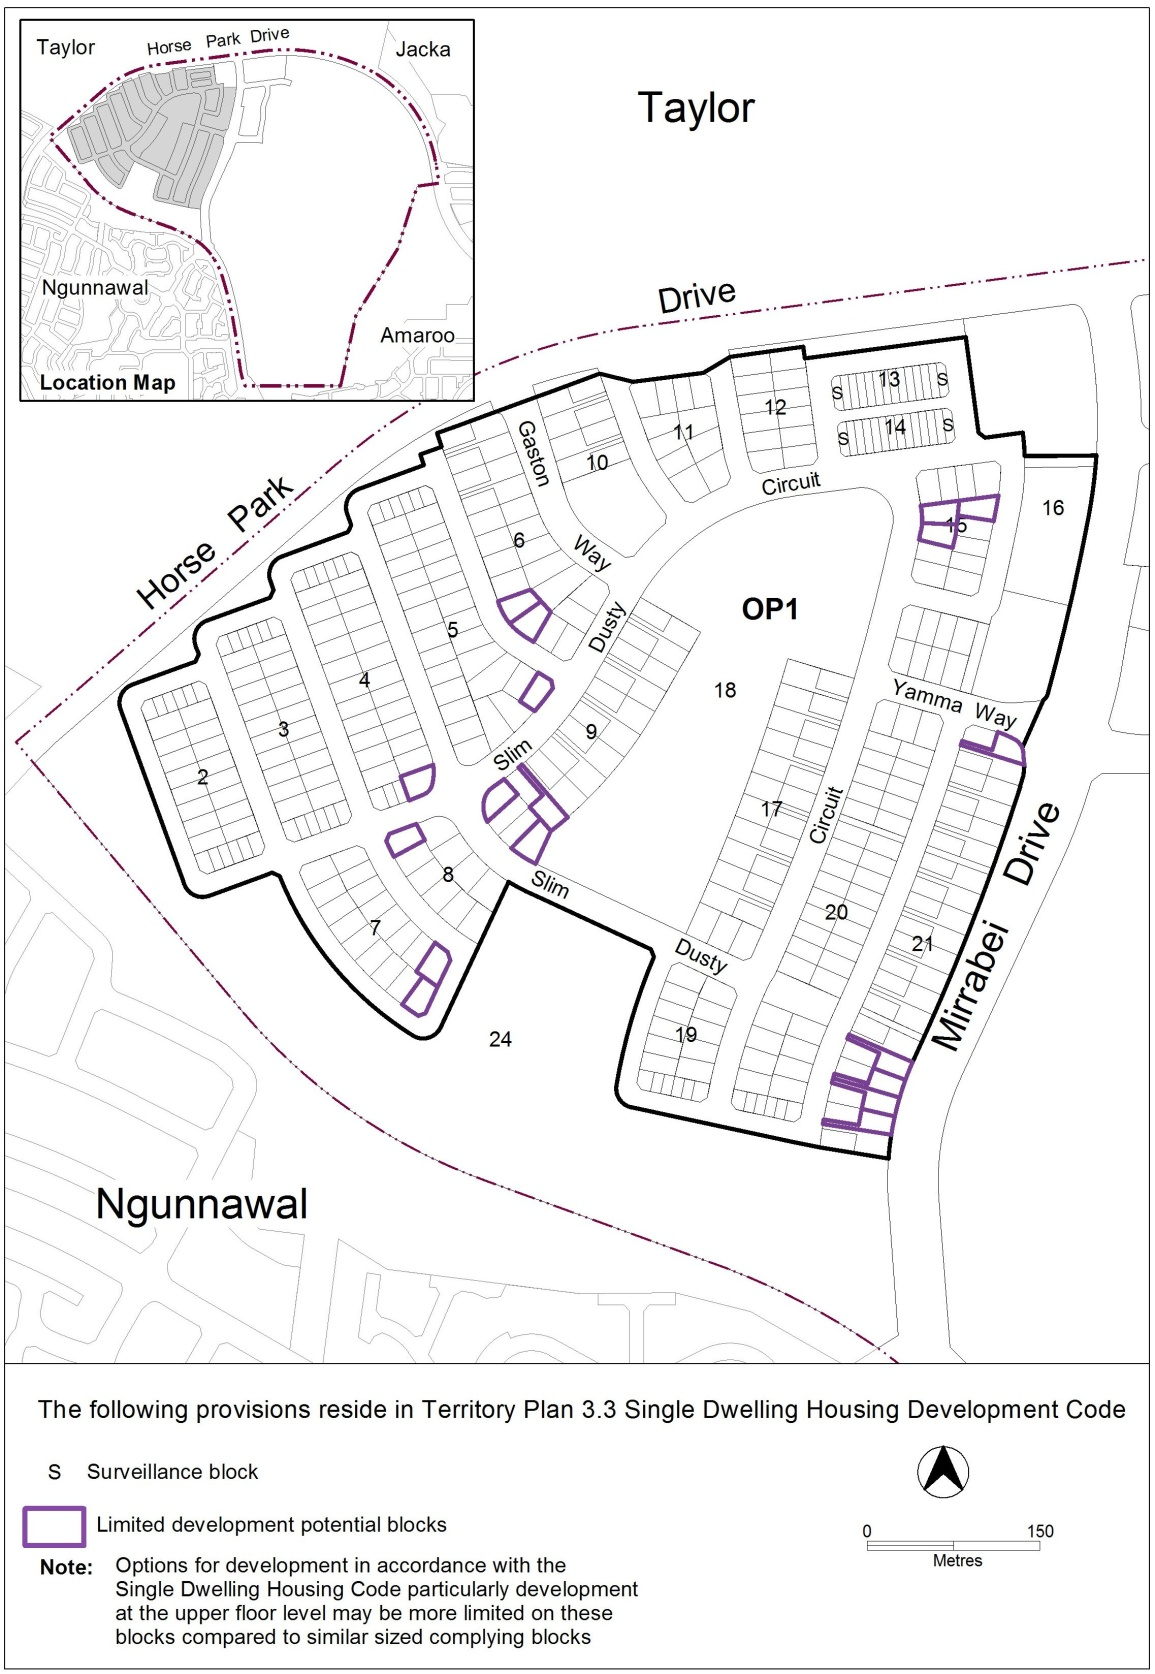 Taylor
Horse Park Drive
Jacka
Ngunnawal
Amaroo
Location Map
Taylor
Drive
Horse Park
13
S
S
12
14
S
S
11
Gaston
10
Circuit
16
15
6
Way
OP1
5
Dusty
4
18
Yamma Way
3
9
Slim
2
17
Circuit
Drive
8
Slim
20
7
21
Dusty
Mirrabei
19
24
Ngunnawal
The following provisions reside in Territory Plan 3.3 Single Dwelling Housing Development Code
S Surveillance block
Limited development potential blocks
0 150
Metres
Note: Options for development in accordance with the
Single Dwelling Housing Code particularly development
at the upper floor level may be more limited on these
blocks compared to similar sized complying blocks